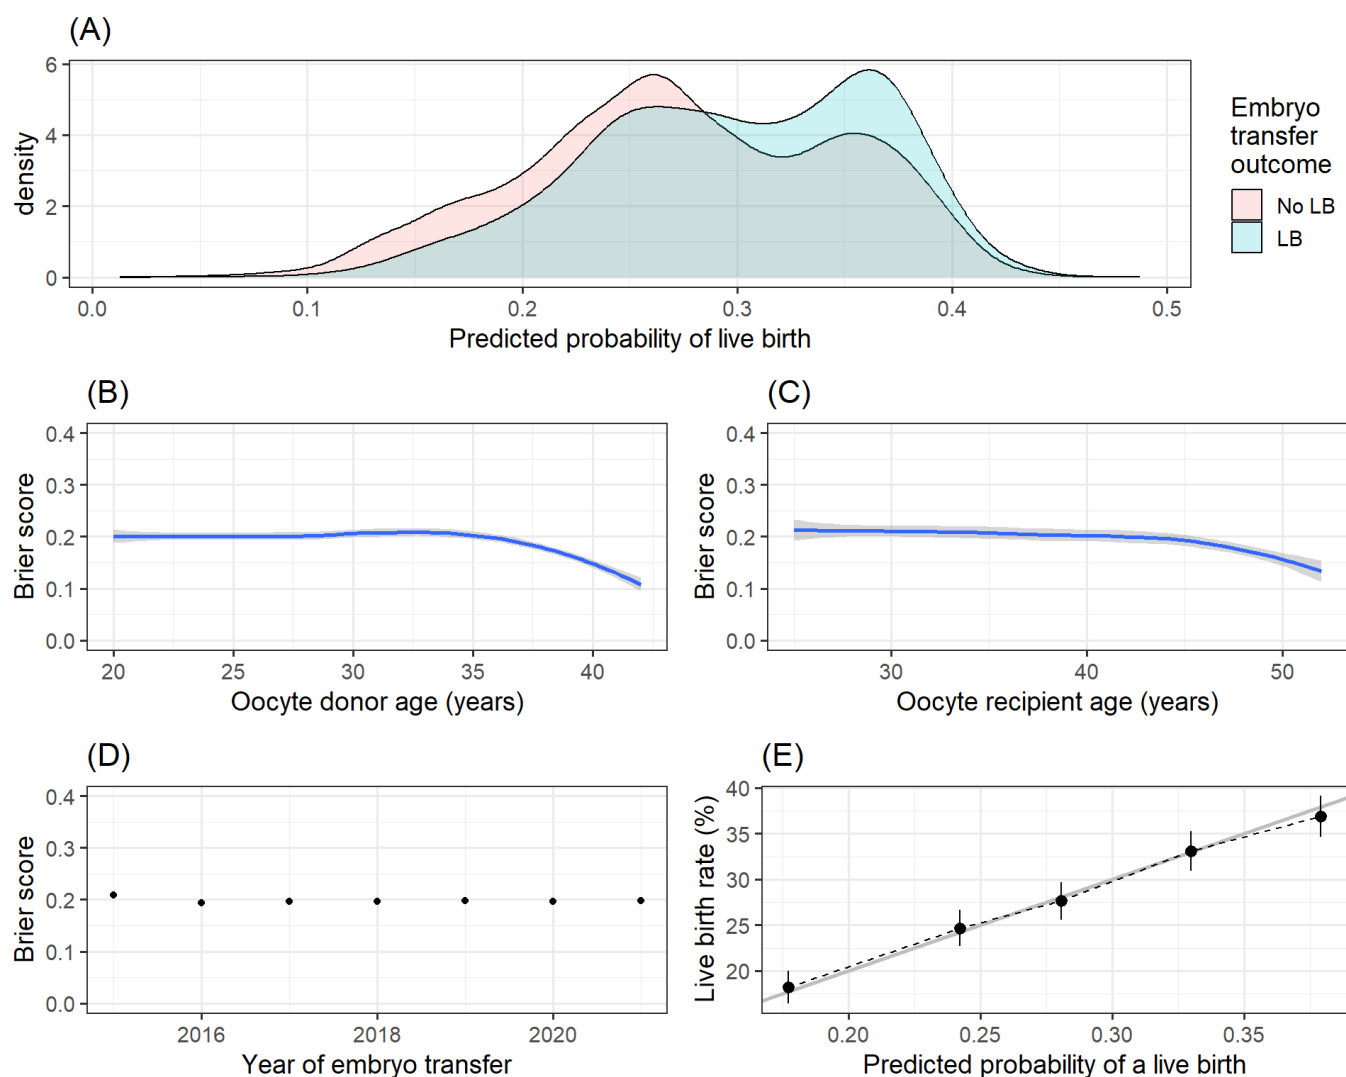 (A)
6
4
2
0
density
0.0 0.1 0.2 0.3 0.4 0.5
Predicted probability of live birth
Embryo
transfer
outcome
No LB
LB
(B)
0.4
0.3
0.2
0.1
0.0
Brier score
20 25 30 35 40
Oocyte donor age (years)
(C)
0.4
0.3
0.2
0.1
0.0
Brier score
30 40 50
Oocyte recipient age (years)
(D)
0.4
0.3
0.2
0.1
0.0
Brier score
2016 2018 2020
Year of embryo transfer
(E)
40
35
30
25
20
Live birth rate (%)
0.20 0.25 0.30 0.35
Predicted probability of a live birth